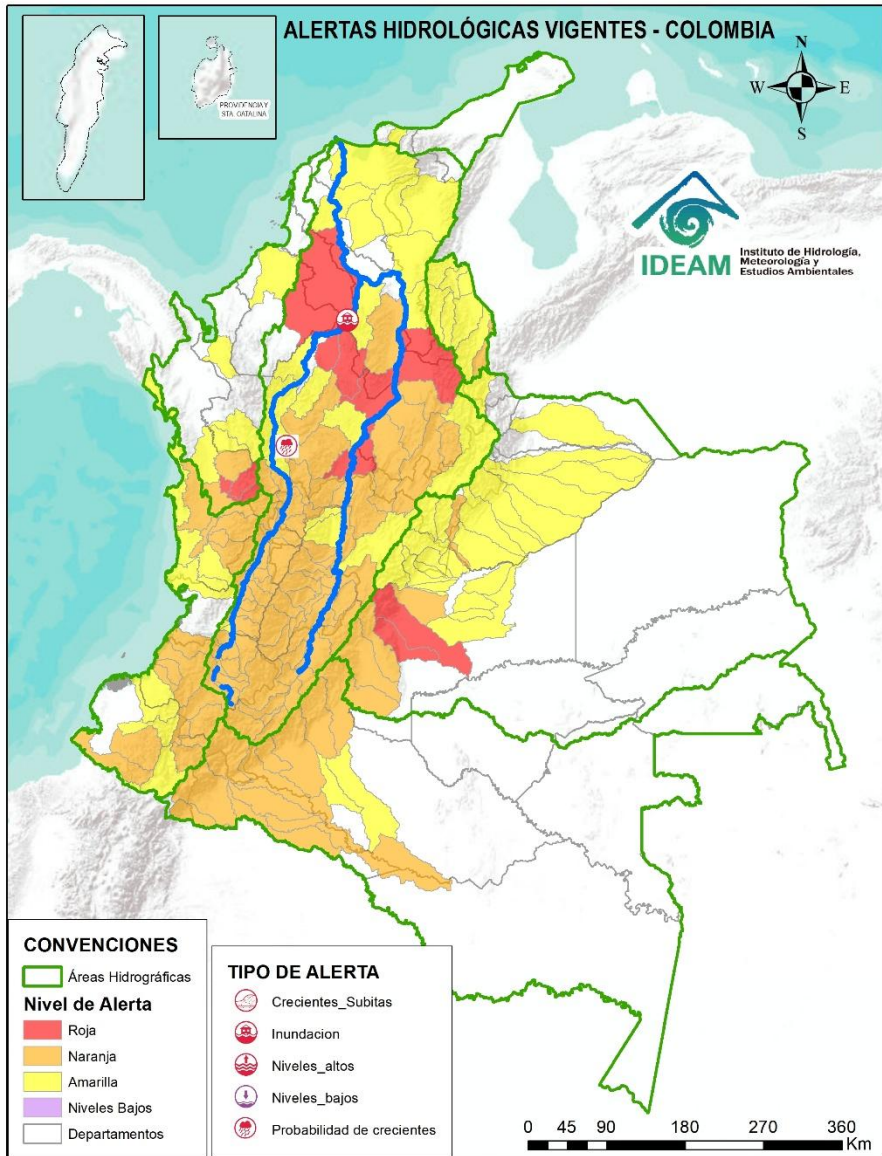 ALERTAS HIDROLÓGICAS VIGENTES - COLOMBIA
PROVIDENCIA Y
STA. CATALINA
N
W
E
S
IDEAM
Instituto de Hidrología,
Meteorología y
Estudios Ambientales
CONVENCIONES
Áreas Hidrográficas
Nivel de Alerta
Roja
Naranja
Amarilla
Niveles Bajos
Departamentos
TIPO DE ALERTA
Crecientes_Subitas
Inundacion
Niveles_altos
Niveles_bajos
Probabilidad de crecientes
0 45 90 180 270 360
Km